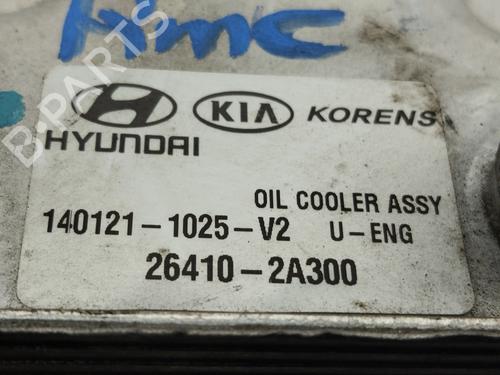 HMC
KIA KORENS
HYUNDAI
OIL COOLER ASSY
140121-1025-V2 U-ENG
26410-2A300
B-PARTS